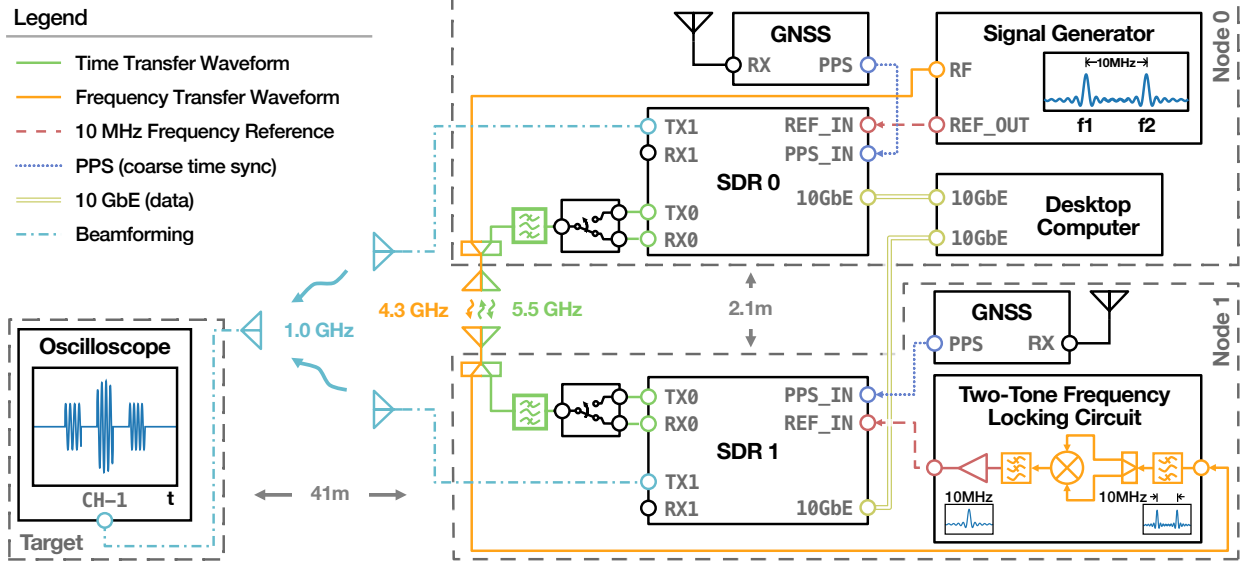 Legend
Time Transfer Waveform
Frequency Transfer Waveform
10 MHz Frequency Reference
PPS (coarse time sync)
10 GbE (data)
Beamforming
Node 0
GNSS
RX PPS
Signal Generator
RF
10MHz
f1 f2
REF_OUT
TX1
RX1
REF_IN
PPS_IN
SDR 0
10GbE
TX0
RX0
10GbE
10GbE
Desktop
Computer
4.3 GHz
5.5 GHz
2.1m
1.0 GHz
41m
Oscilloscope
CH-1
t
Target
Node 1
GNSS
PPS RX
TX0
RX0
PPS_IN
REF_IN
SDR 1
TX1
RX1
10GbE
Two-Tone Frequency
Locking Circuit
10MHz
10MHz